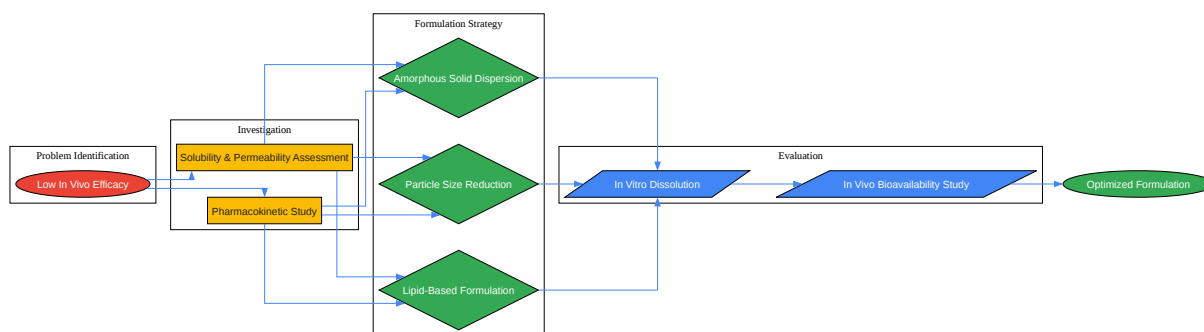 Problem Identification
Low In Vivo Efficacy
Investigation
Solubility & Permeability Assessment
Pharmacokinetic Study
Formulation Strategy
Amorphous Solid Dispersion
Particle Size Reduction
Lipid-Based Formulation
Evaluation
In Vitro Dissolution
In Vivo Bioavailability Study
Optimized Formulation